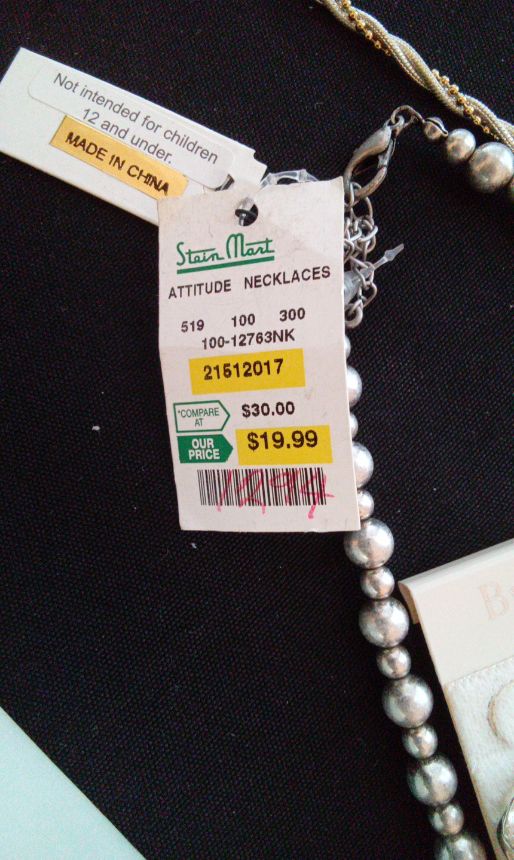 Not intended for children
12 and under.
MADE IN CHINA
Stein Mart
ATTITUDE NECKLACES
519 100 300
100-12763NK
21512017
*COMPARE AT $30.00
OUR PRICE $19.99
B